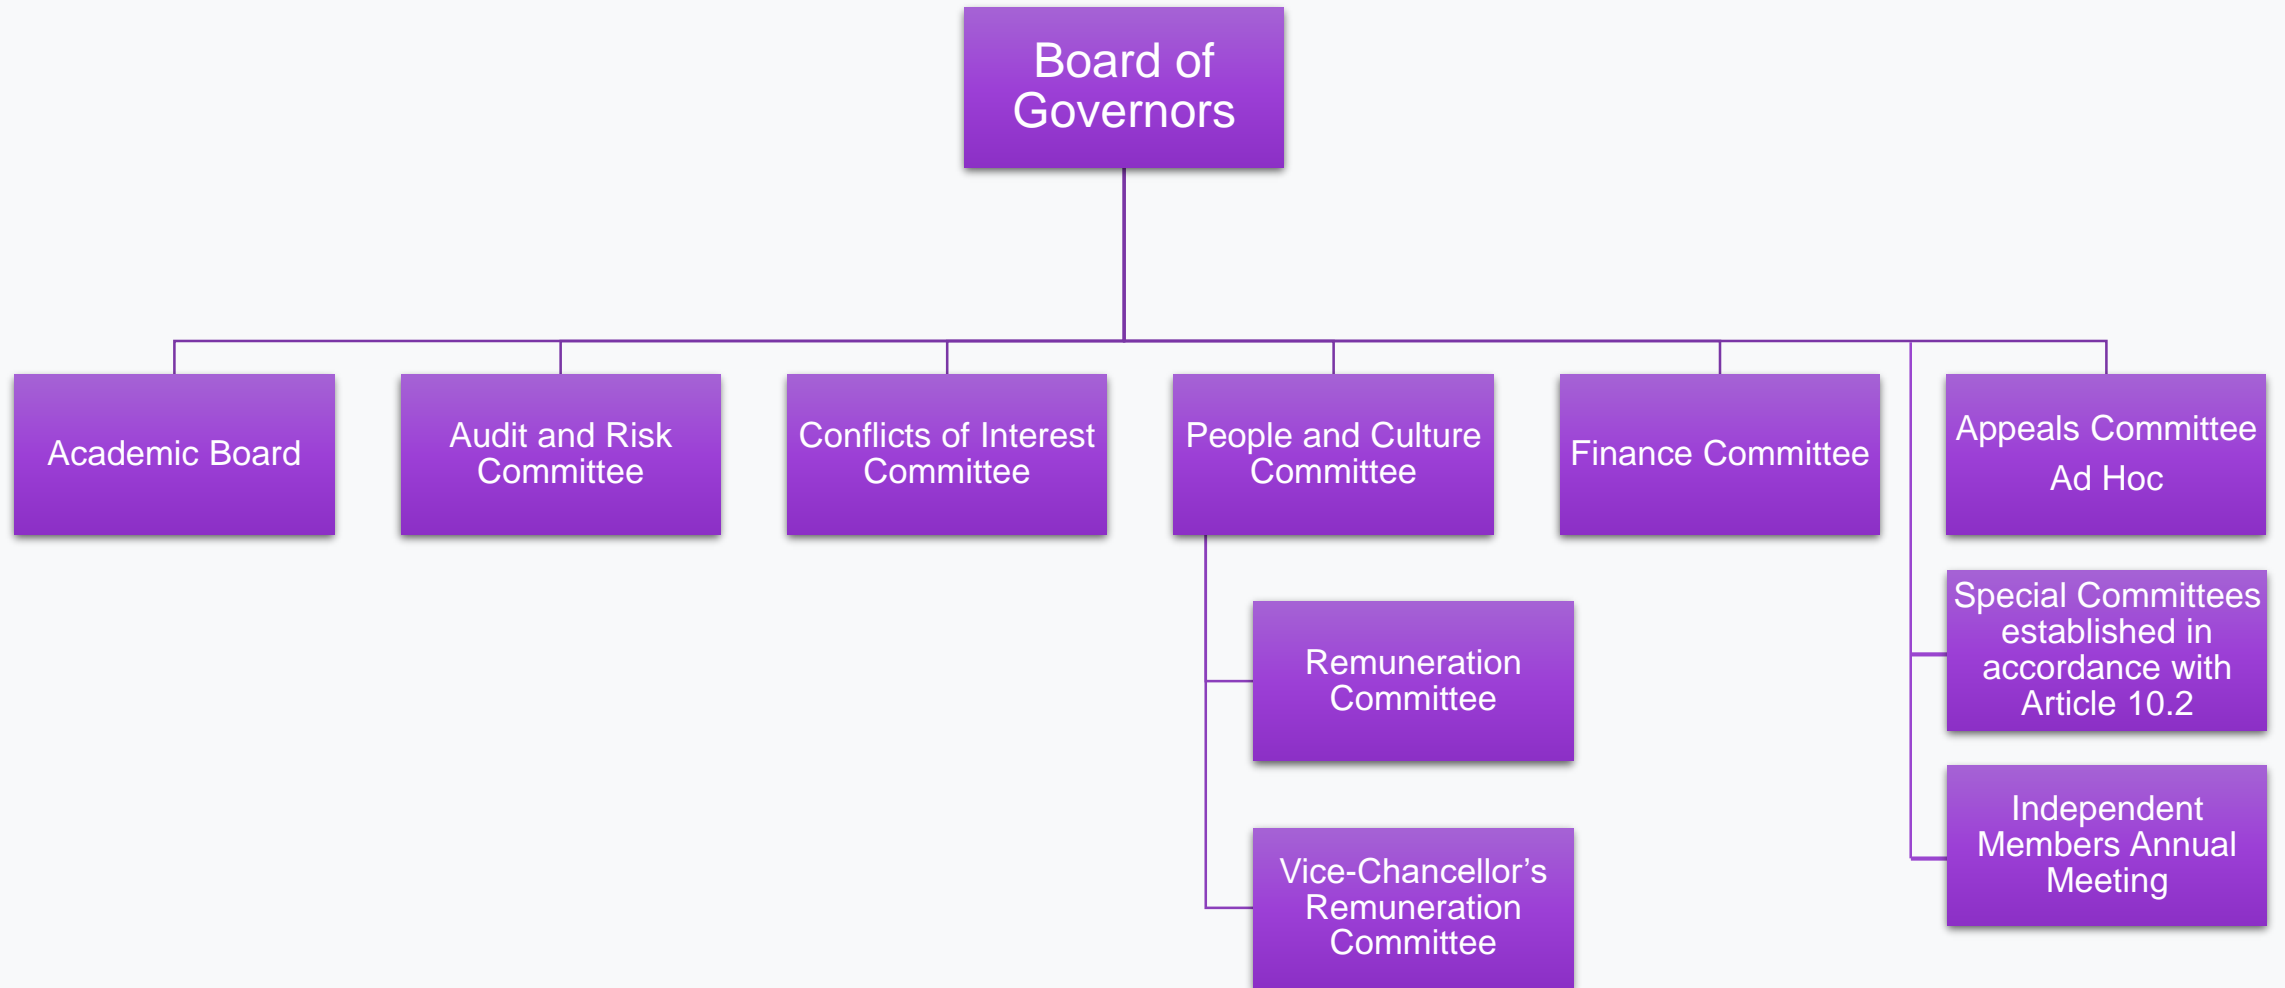 Board of
Governors
Academic Board
Audit and Risk
Committee
Conflicts of Interest
Committee
People and Culture
Committee
Finance Committee
Appeals Committee
Ad Hoc
Remuneration
Committee
Vice-Chancellor’s
Remuneration
Committee
Special Committees
established in
accordance with
Article 10.2
Independent
Members Annual
Meeting